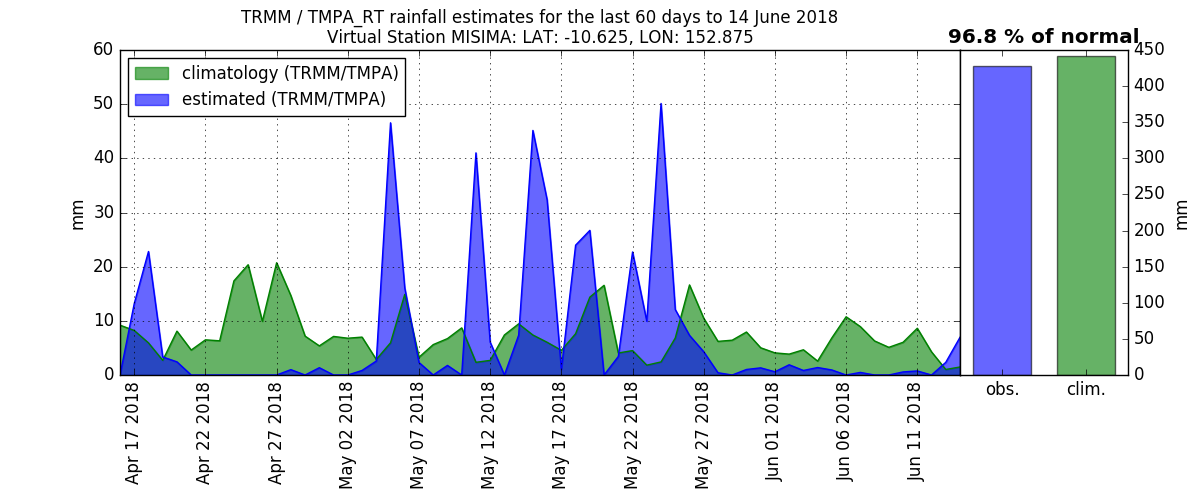 TRMM / TMPA_RT rainfall estimates for the last 60 days to 14 June 2018
Virtual Station MISIMA: LAT: -10.625, LON: 152.875
96.8 % of normal
climatology (TRMM/TMPA)
estimated (TRMM/TMPA)
60
50
40
30
20
10
0
mm
Apr 17 2018
Apr 22 2018
Apr 27 2018
May 02 2018
May 07 2018
May 12 2018
May 17 2018
May 22 2018
May 27 2018
Jun 01 2018
Jun 06 2018
Jun 11 2018
450
400
350
300
250
200
150
100
50
0
mm
obs.
clim.